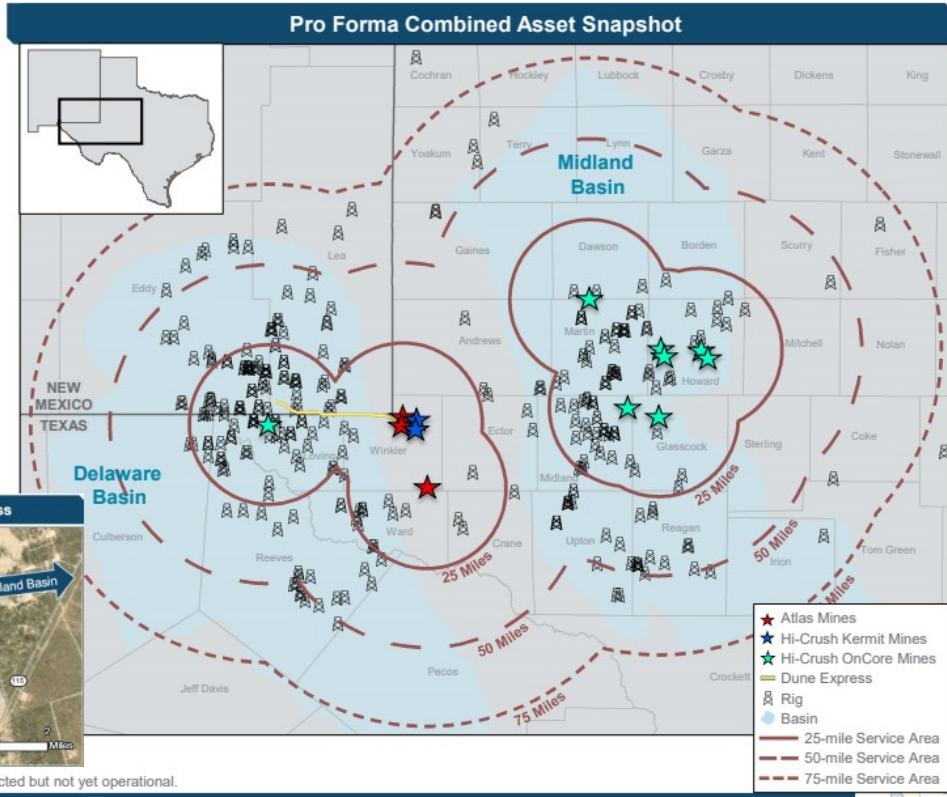 Pro Forma Combined Asset Snapshot
Cochran
Hockley
Lubbock
Crosby
Dickens
King
Yoakum
Terry
Lynn
Garza
Kent
Stonewall
Midland
Basin
Lea
Gaines
Dawson
Borden
Scurry
Fisher
Eddy
Andrews
Martin
Howard
Mitchell
Nolan
NEW
MEXICO
TEXAS
Loving
Winkler
Ector
Midland
Glasscock
Sterling
Coke
Delaware
Basin
25 Miles
Culberson
Reeves
Ward
Crane
Upton
Reagan
Irion
Tom Green
25 Miles
50 Miles
50 Miles
Miles
Pecos
Crockett
Jeff Davis
75 Miles
ss
land Basin
115
2
Miles
Atlas Mines
Hi-Crush Kermit Mines
Hi-Crush OnCore Mines
Dune Express
Rig
Basin
25-mile Service Area
50-mile Service Area
75-mile Service Area
cted but not yet operational.